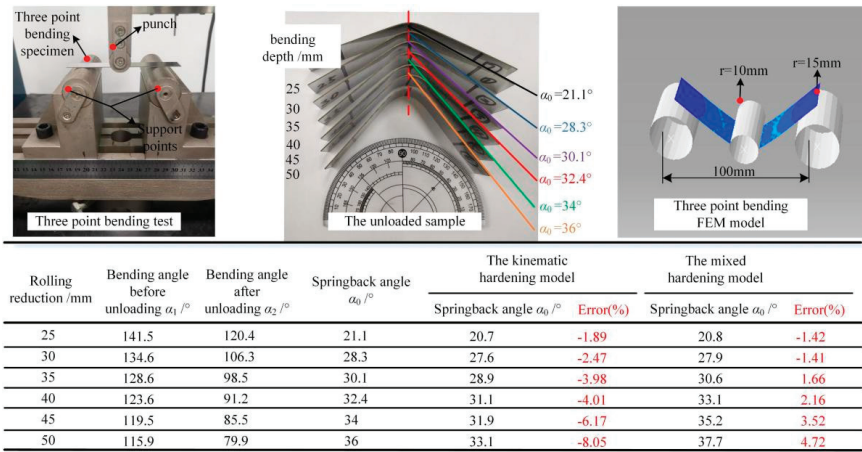 Three point
bending
specimen
punch
Support
points
Three point bending test
bending
depth /mm
25
30
35
40
45
50
α0 =21.1°
α0 =28.3°
α0 =30.1°
α0 =32.4°
α0 =34°
α0 =36°
The unloaded sample
r=10mm
r=15mm
100mm
Three point bending
FEM model
Rolling
reduction /mm
Bending angle
before
unloading α1 /°
Bending angle
after
unloading α2 /°
Springback angle
α0 /°
The kinematic
hardening model
The mixed
hardening model
Springback angle α0 /° Error(%) Springback angle α0 /° Error(%)
25 141.5 120.4 21.1 20.7 -1.89 20.8 -1.42
30 134.6 106.3 28.3 27.6 -2.47 27.9 -1.41
35 128.6 98.5 30.1 28.9 -3.98 30.6 1.66
40 123.6 91.2 32.4 31.1 -4.01 33.1 2.16
45 119.5 85.5 34 31.9 -6.17 35.2 3.52
50 115.9 79.9 36 33.1 -8.05 37.7 4.72